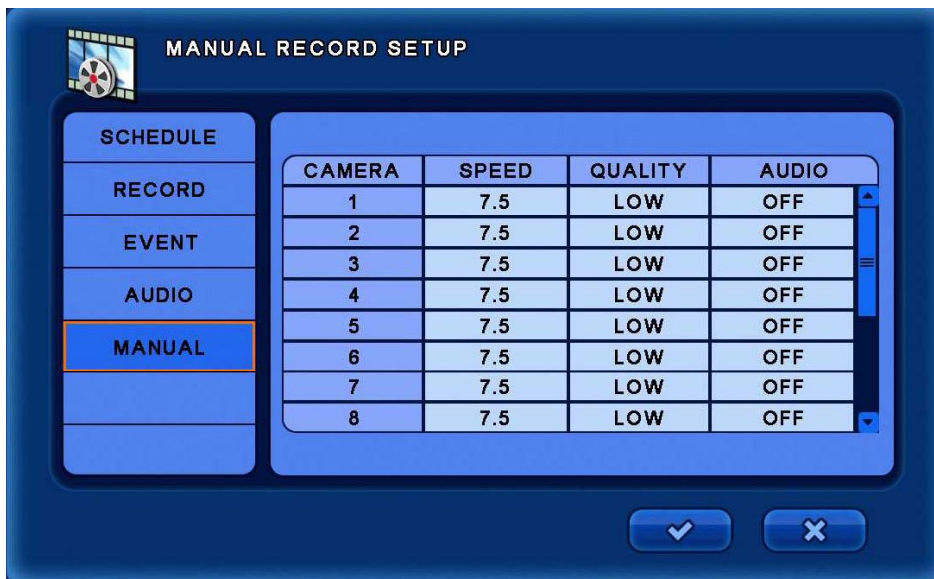 MANUAL RECORD SETUP
SCHEDULE
RECORD
EVENT
AUDIO
MANUAL
CAMERA SPEED QUALITY AUDIO
1 7.5 LOW OFF
2 7.5 LOW OFF
3 7.5 LOW OFF
4 7.5 LOW OFF
5 7.5 LOW OFF
6 7.5 LOW OFF
7 7.5 LOW OFF
8 7.5 LOW OFF